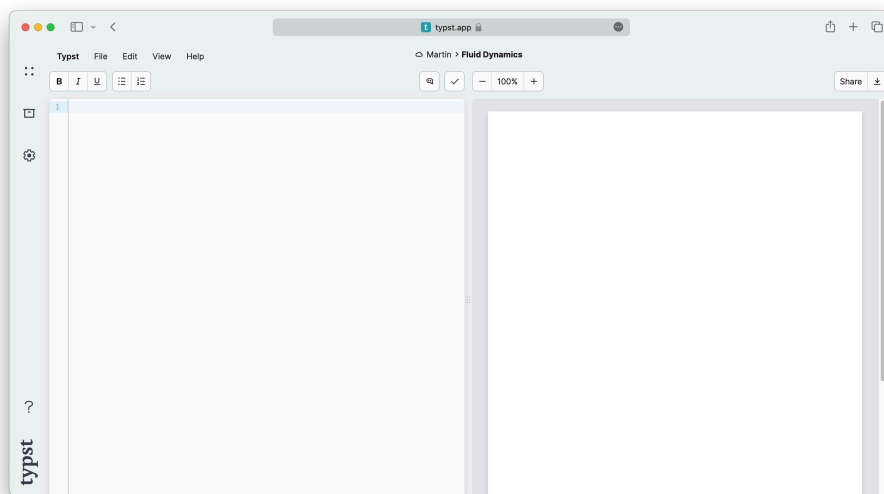 t typst.app
Typst File Edit View Help
Martin > Fluid Dynamics
B I U
100%
Share
1
?
typst